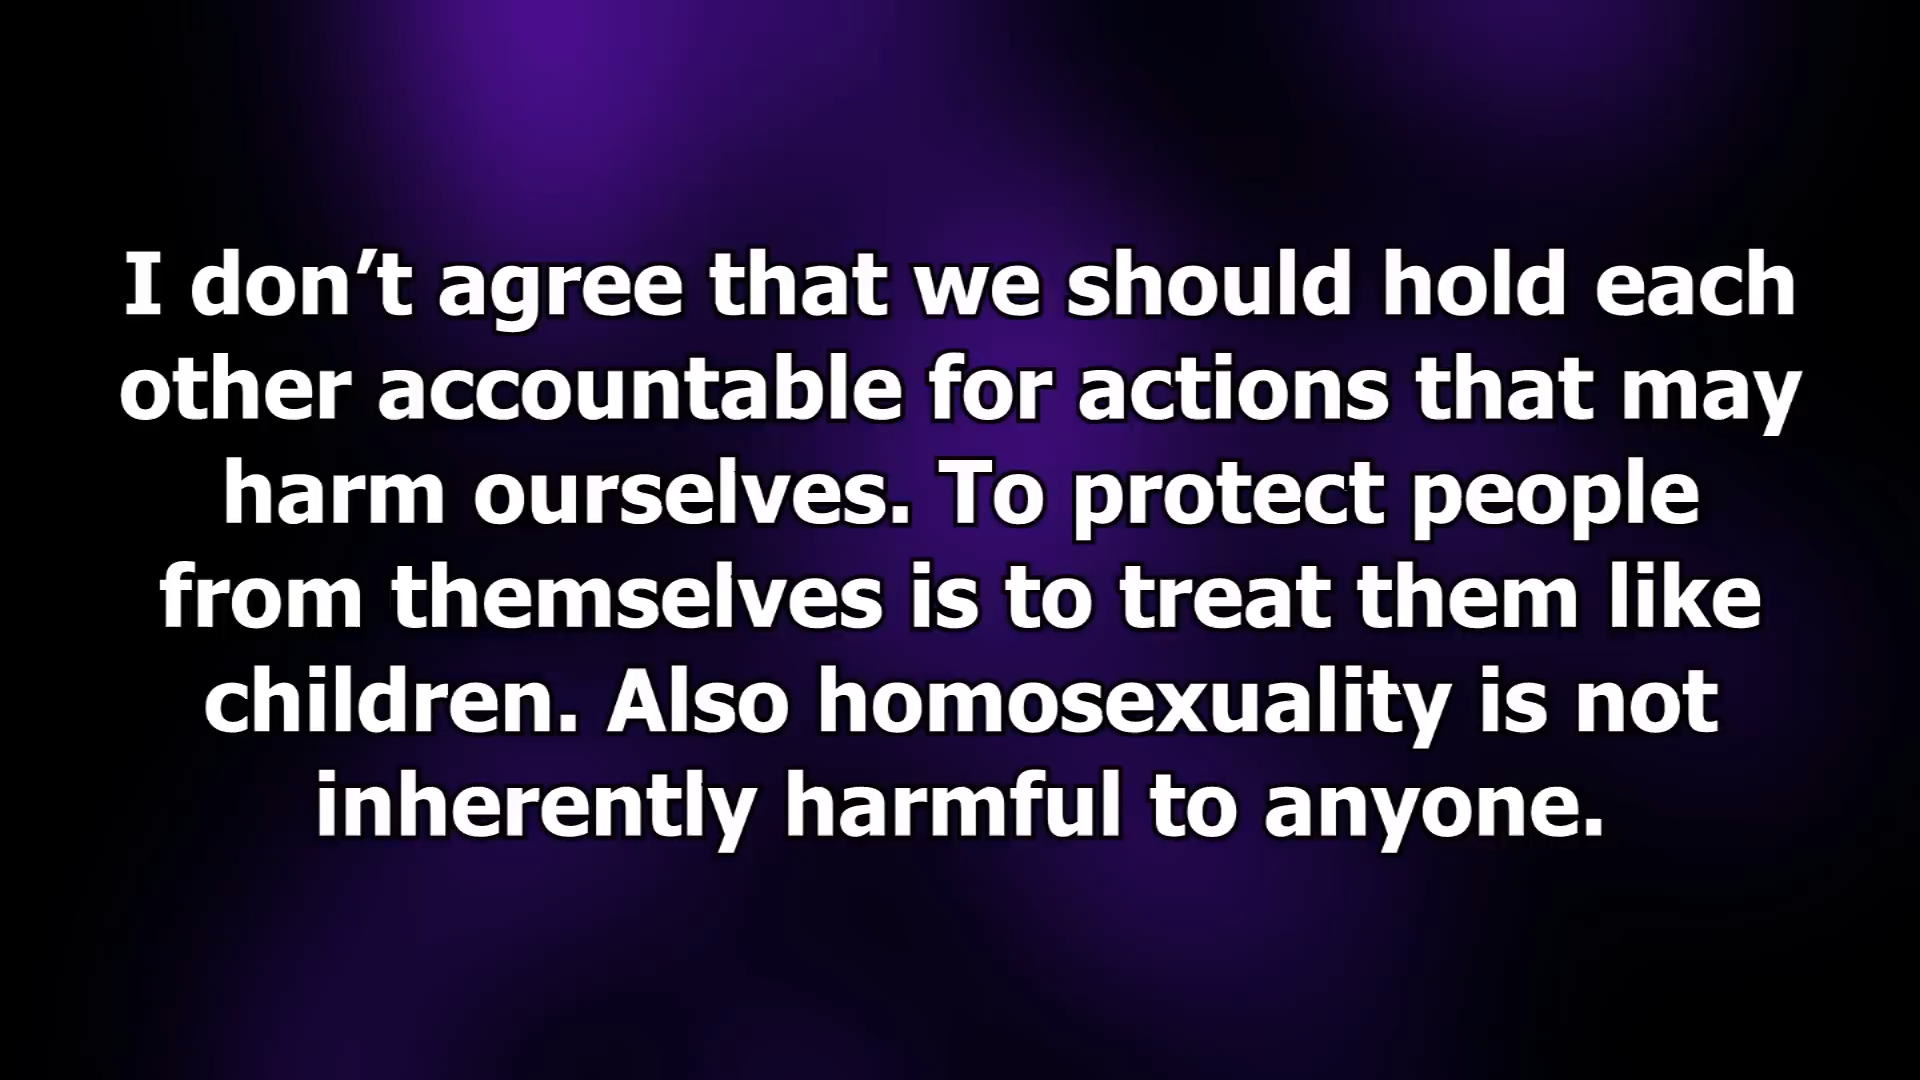 I don’t agree that we should hold each
other accountable for actions that may
harm ourselves. To protect people
from themselves is to treat them like
children. Also homosexuality is not
inherently harmful to anyone.